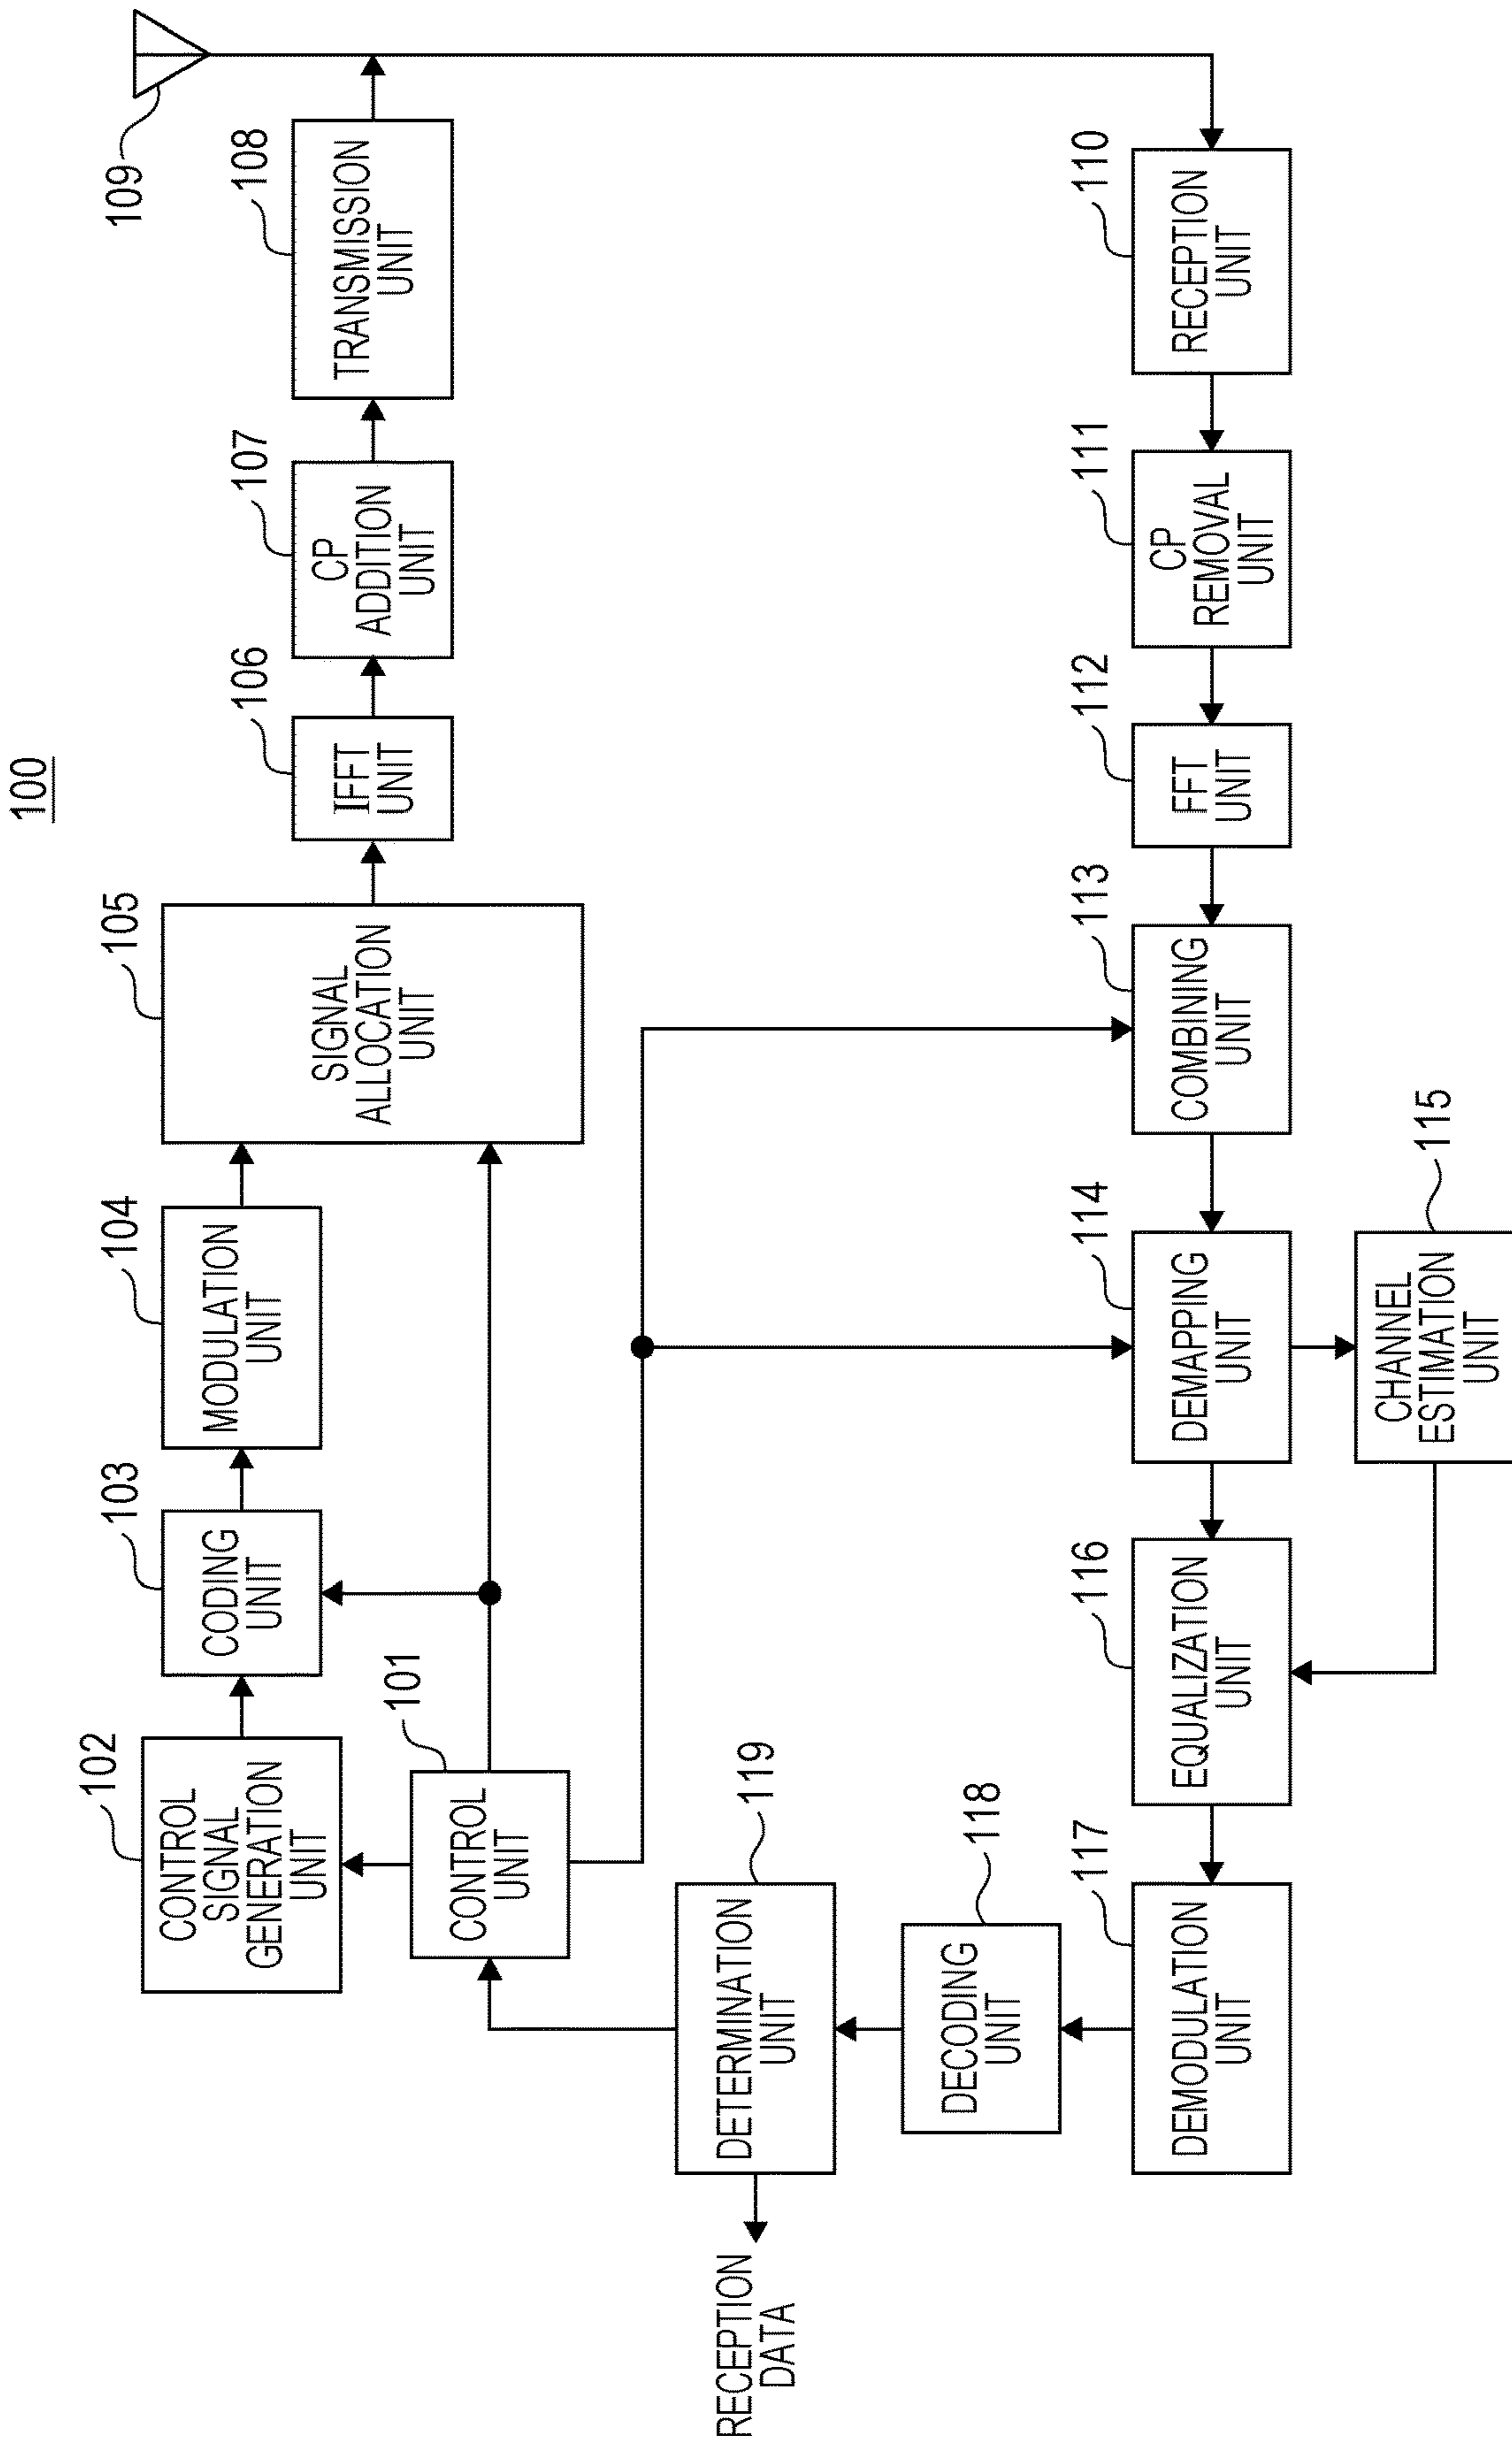 100
102
CONTROL
SIGNAL
GENERATION
UNIT
103
CODING
UNIT
104
MODULATION
UNIT
105
SIGNAL
ALLOCATION
UNIT
106
IFFT
UNIT
107
CP
ADDITION
UNIT
108
TRANSMISSION
UNIT
109
101
CONTROL
UNIT
119
DETERMINATION
UNIT
RECEPTION
DATA
118
DECODING
UNIT
117
DEMODULATION
UNIT
116
EQUALIZATION
UNIT
114
DEMAPPING
UNIT
113
COMBINING
UNIT
112
FFT
UNIT
111
CP
REMOVAL
UNIT
110
RECEPTION
UNIT
115
CHANNEL
ESTIMATION
UNIT